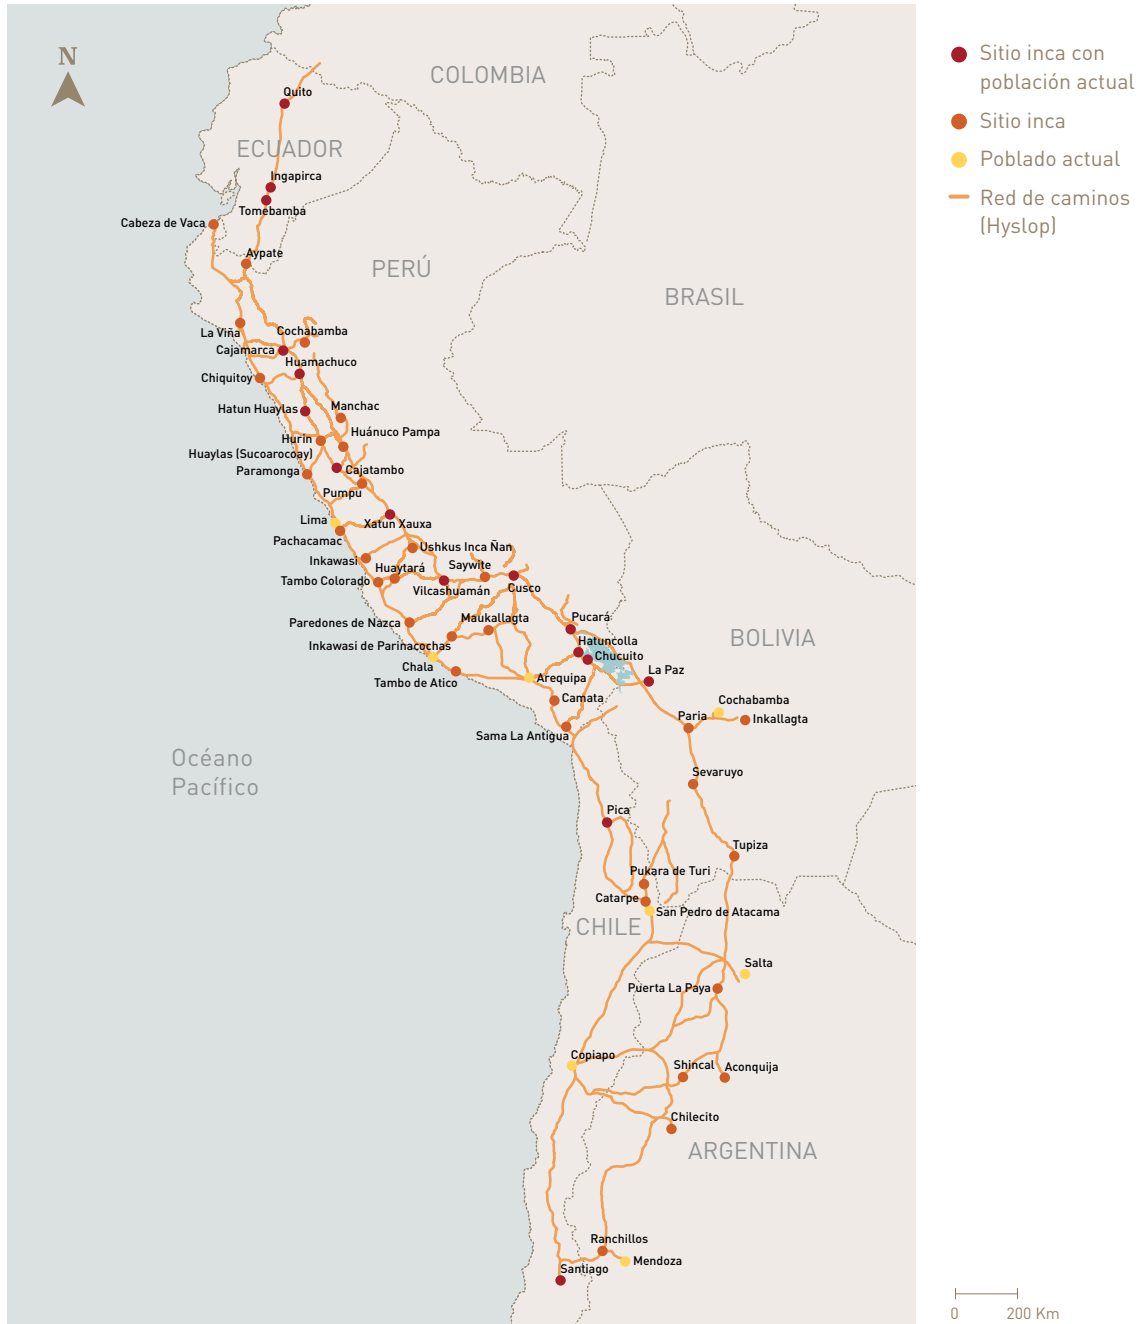 N
COLOMBIA
Quito
ECUADOR
Ingapirca
Tomebamba
Cabeza de Vaca
Aypate
PERÚ
BRASIL
La Viña
Cochabamba
Cajamarca
Huamachuco
Chiquitoy
Hatun Huaylas
Manchac
Huánuco Pampa
Hurin
Huaylas (Sucoarocoay)
Cajatambo
Paramonga
Pumpu
Lima
Xatun Xauxa
Pachacamac
Ushkus Inca Ñan
Inkawasi
Huaytará
Saywite
Tambo Colorado
Vilcashuamán
Cusco
Paredones de Nazca
Maukallagta
Pucará
Inkawasi de Parinacochas
Hatuncolla
Chucuito
BOLIVIA
Chala
La Paz
Tambo de Atico
Arequipa
Camata
Cochabamba
Paria
Inkallagta
Sama La Antigua
Océano
Pacífico
Sevaruyo
Pica
Tupiza
Pukara de Turi
Catarpe
San Pedro de Atacama
CHILE
Salta
Puerta La Paya
Copiapo
Shincal
Aconquija
Chilecito
ARGENTINA
Ranchillos
Mendoza
Santiago
Sitio inca con
población actual
Sitio inca
Poblado actual
Red de caminos
(Hyslop)
0 200 Km